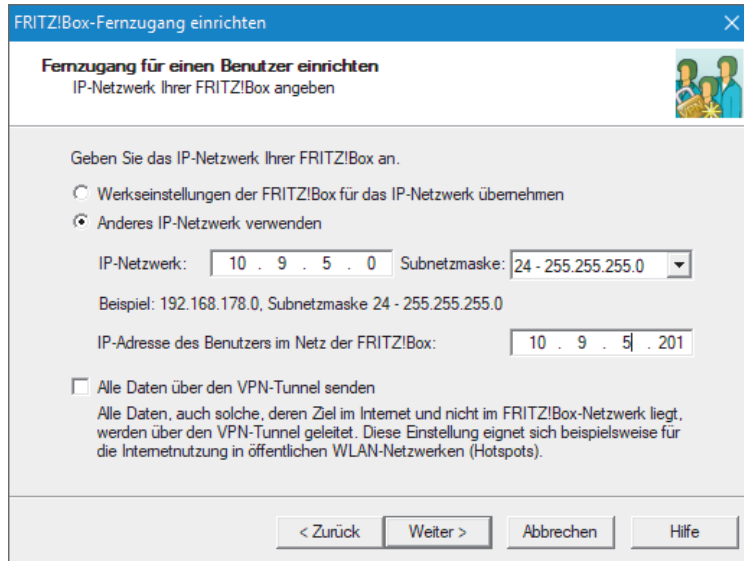 FRITZ!Box-Fernzugang einrichten
Fernzugang für einen Benutzer einrichten
IP-Netzwerk Ihrer FRITZ!Box angeben
Geben Sie das IP-Netzwerk Ihrer FRITZ!Box an.
Werkseinstellungen der FRITZ!Box für das IP-Netzwerk übernehmen
Anderes IP-Netzwerk verwenden
IP-Netzwerk: 10 . 9 . 5 . 0 Subnetzmaske: 24 - 255.255.255.0
Beispiel: 192.168.178.0, Subnetzmaske 24 - 255.255.255.0
IP-Adresse des Benutzers im Netz der FRITZ!Box: 10 . 9 . 5 . 201
Alle Daten über den VPN-Tunnel senden
Alle Daten, auch solche, deren Ziel im Internet und nicht im FRITZ!Box-Netzwerk liegt,
werden über den VPN-Tunnel geleitet. Diese Einstellung eignet sich beispielsweise für
die Internetnutzung in öffentlichen WLAN-Netzwerken (Hotspots).
< Zurück Weiter > Abbrechen Hilfe